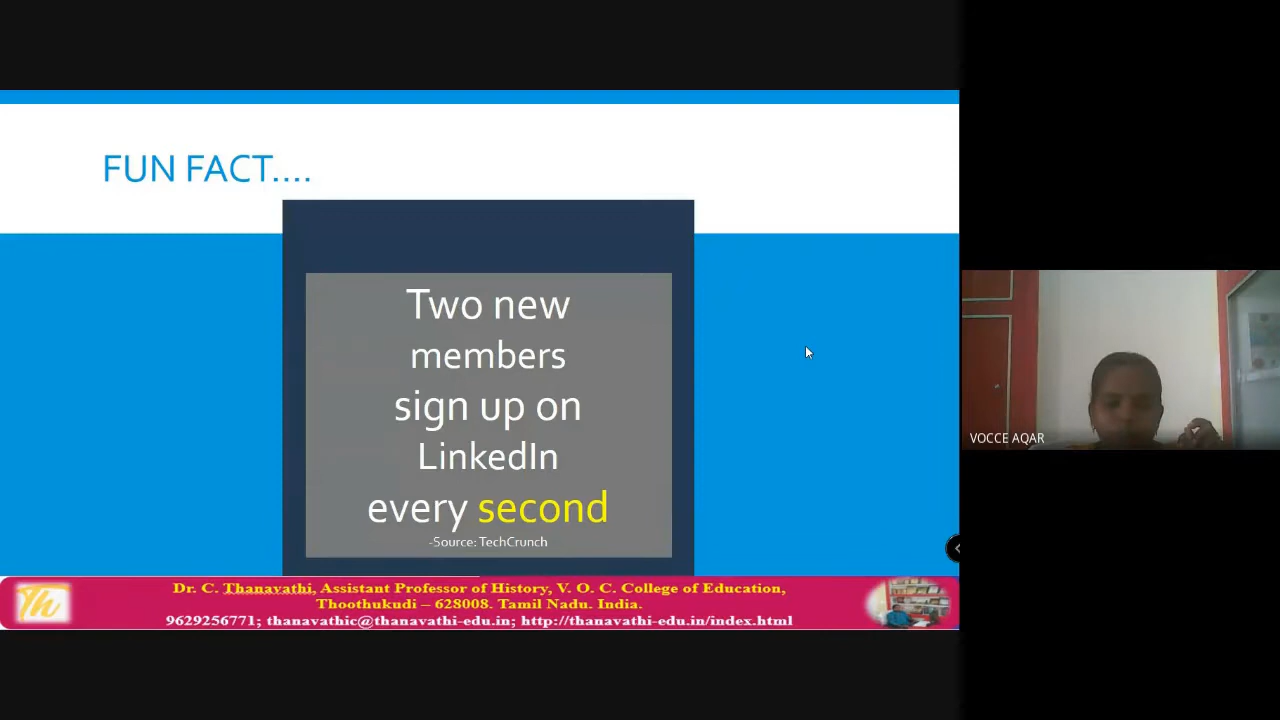 FUN FACT....
Two new
members
sign up on
LinkedIn
every second
-Source: TechCrunch
Dr. C. Thanavathi, Assistant Professor of History, V. O. C. College of Education,
Thoothukudi – 628008. Tamil Nadu. India.
9629256771; thanavathic@thanavathi-edu.in; http://thanavathi-edu.in/index.html
Th
VOCCE AQAR